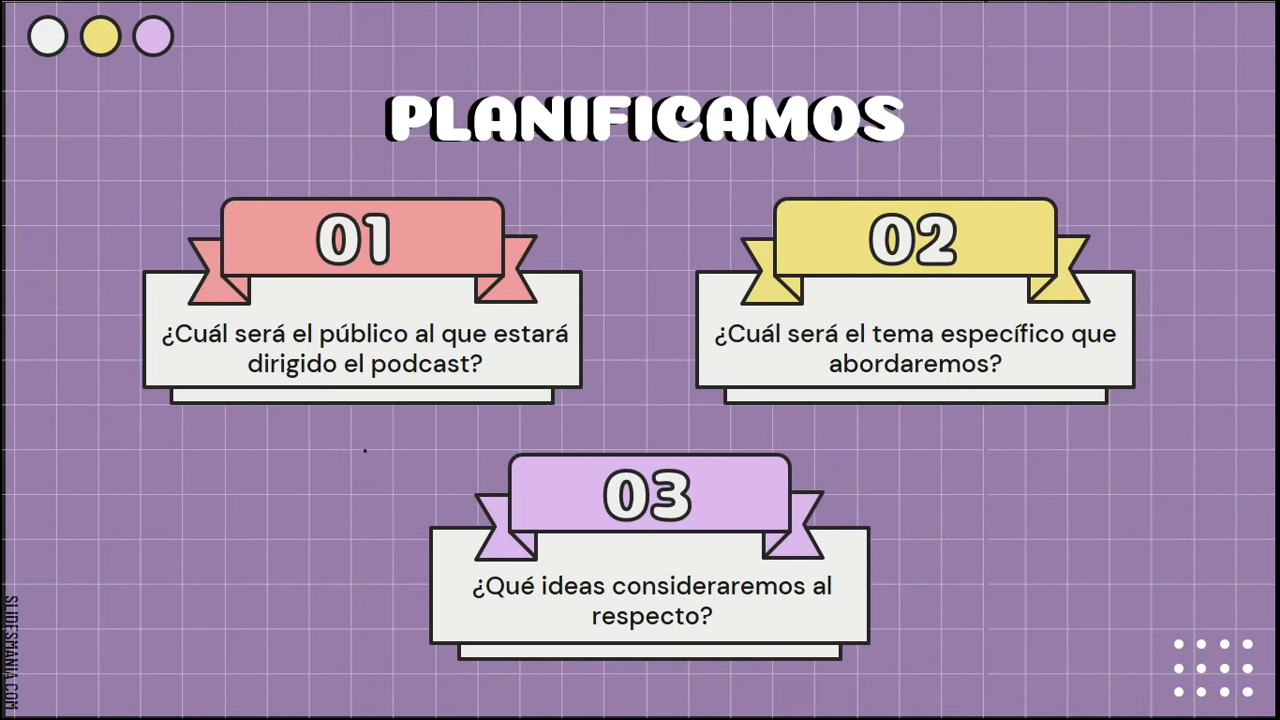 PLANIFICAMOS
01
¿Cuál será el público al que estará
dirigido el podcast?
02
¿Cuál será el tema específico que
abordaremos?
03
¿Qué ideas consideraremos al
respecto?
SLIDESMANIA.COM